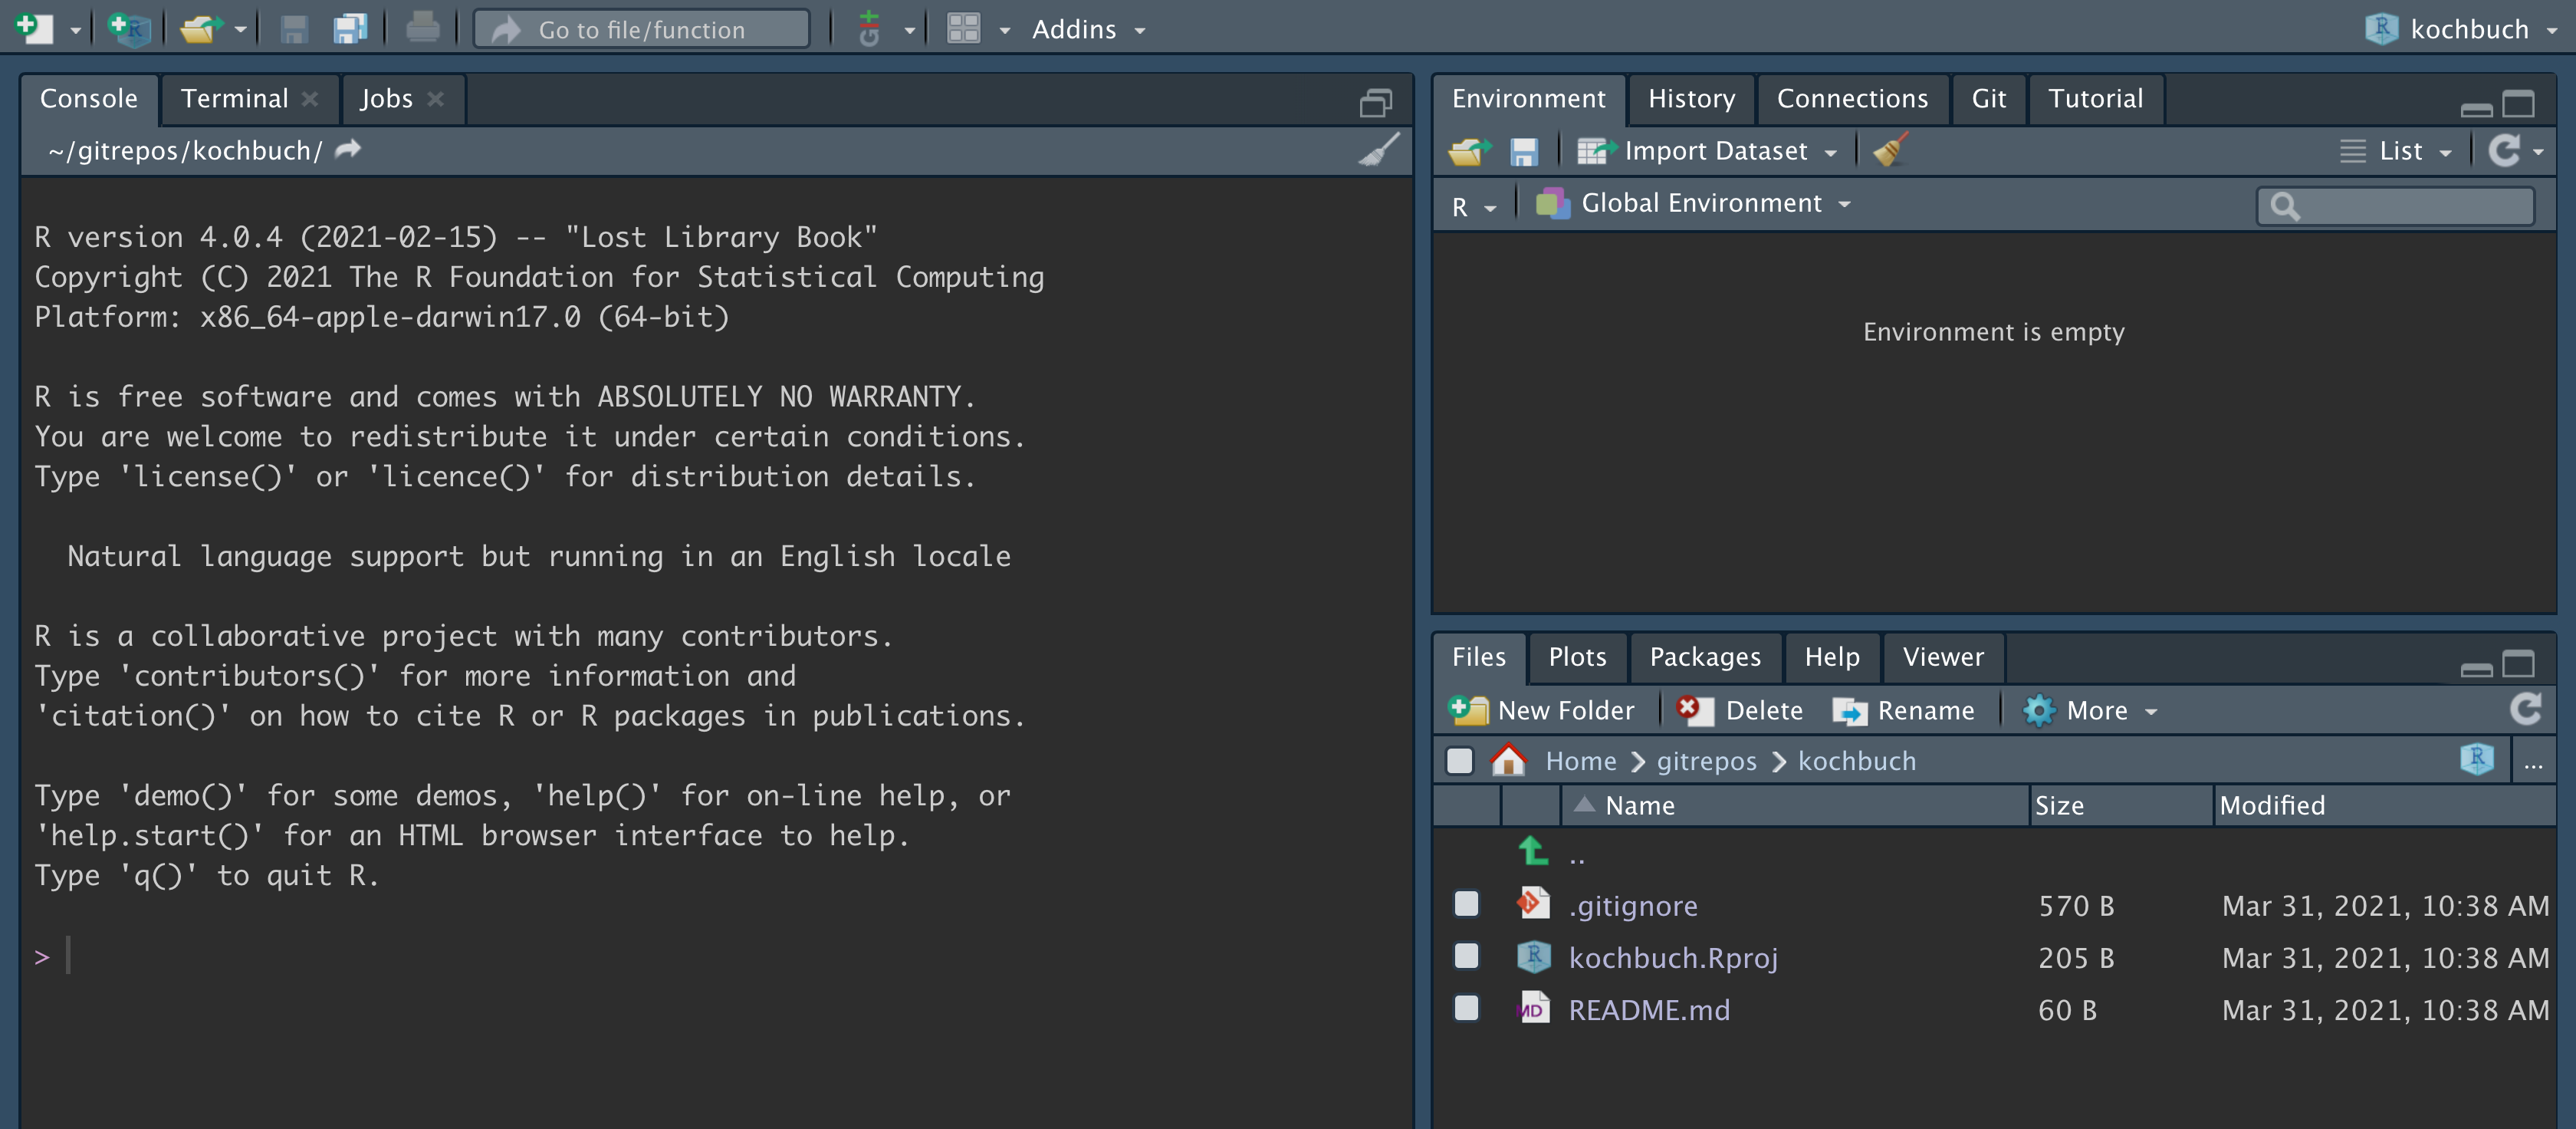 Go to file/function
Git
Addins
kochbuch
Console
Terminal
Jobs
~/gitrepos/kochbuch/
R version 4.0.4 (2021-02-15) -- "Lost Library Book"
Copyright (C) 2021 The R Foundation for Statistical Computing
Platform: x86_64-apple-darwin17.0 (64-bit)
R is free software and comes with ABSOLUTELY NO WARRANTY.
You are welcome to redistribute it under certain conditions.
Type 'license()' or 'licence()' for distribution details.
Natural language support but running in an English locale
R is a collaborative project with many contributors.
Type 'contributors()' for more information and
'citation()' on how to cite R or R packages in publications.
Type 'demo()' for some demos, 'help()' for on-line help, or
'help.start()' for an HTML browser interface to help.
Type 'q()' to quit R.
>
Environment History Connections Git Tutorial
Import Dataset List
R Global Environment
Environment is empty
Files Plots Packages Help Viewer
New Folder Delete Rename More
Home gitrepos kochbuch R ...
Name Size Modified
..
.gitignore 570 B Mar 31, 2021, 10:38 AM
R kochbuch.Rproj 205 B Mar 31, 2021, 10:38 AM
MD README.md 60 B Mar 31, 2021, 10:38 AM